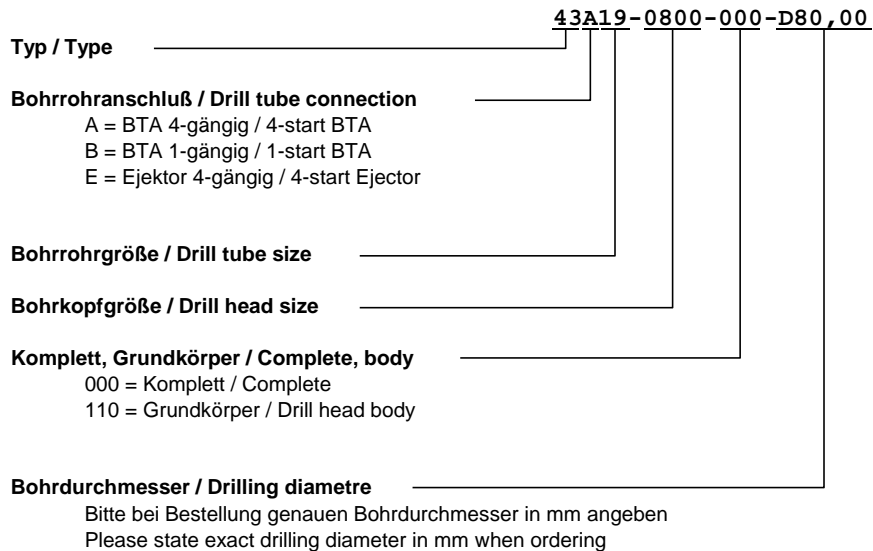 43A19-0800-000-D80,00
Typ / Type
Bohrrohranschluß / Drill tube connection
A = BTA 4-gängig / 4-start BTA
B = BTA 1-gängig / 1-start BTA
E = Ejektor 4-gängig / 4-start Ejector
Bohrrohrgröße / Drill tube size
Bohrkopfgröße / Drill head size
Komplett, Grundkörper / Complete, body
000 = Komplett / Complete
110 = Grundkörper / Drill head body
Bohrdurchmesser / Drilling diametre
Bitte bei Bestellung genauen Bohrdurchmesser in mm angeben
Please state exact drilling diameter in mm when ordering